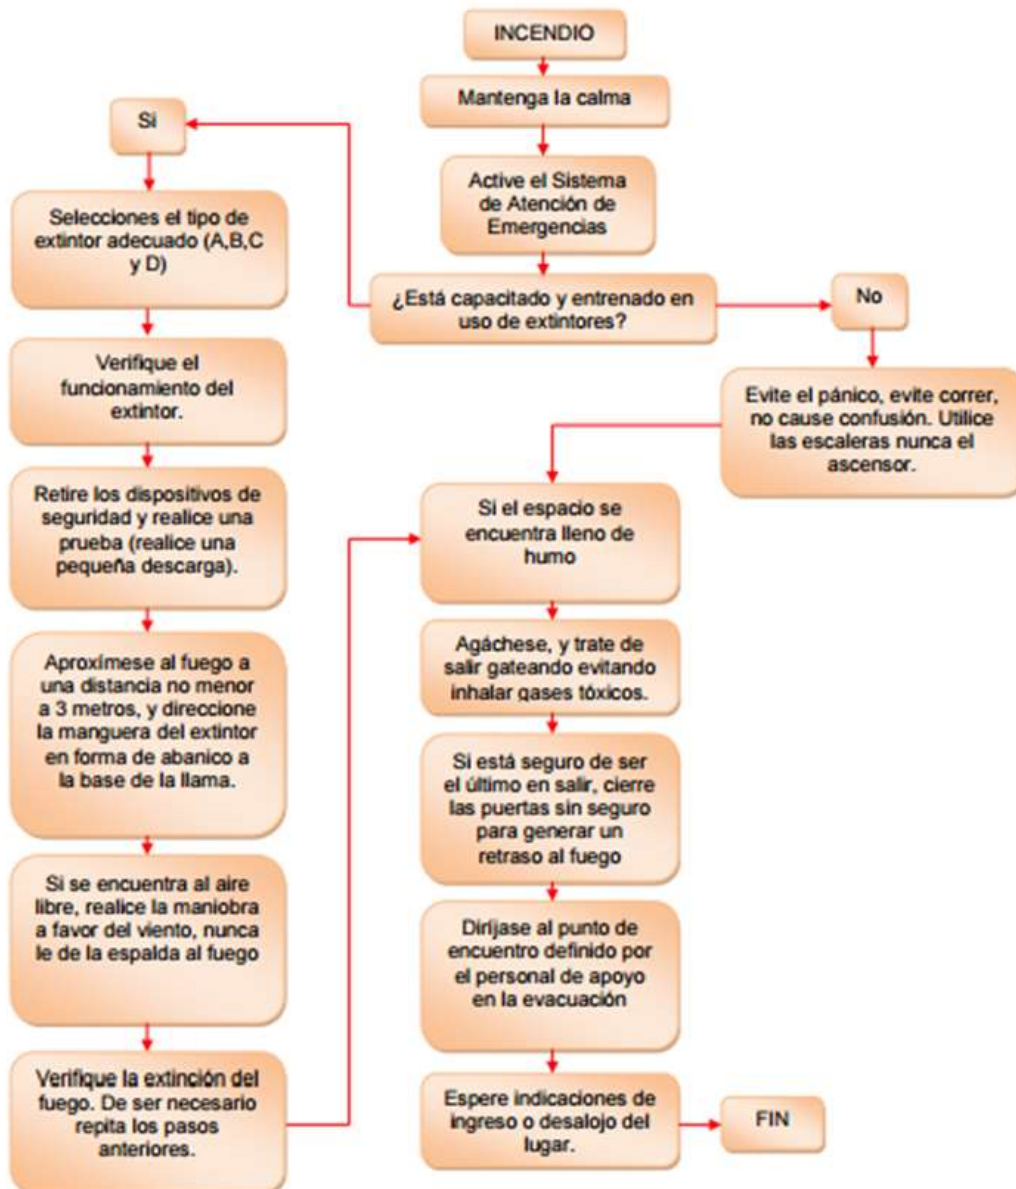 INCENDIO
Mantenga la calma
Active el Sistema
de Atención de
Emergencias
¿Está capacitado y entrenado en
uso de extintores?
Si
Selecciones el tipo de
extintor adecuado (A,B,C
y D)
Verifique el
funcionamiento del
extintor.
Retire los dispositivos de
seguridad y realice una
prueba (realice una
pequeña descarga).
Aproxímese al fuego a
una distancia no menor
a 3 metros, y direccione
la manguera del extintor
en forma de abanico a
la base de la llama.
Si se encuentra al aire
libre, realice la maniobra
a favor del viento, nunca
le de la espalda al fuego
Verifique la extinción del
fuego. De ser necesario
repita los pasos
anteriores.
No
Evite el pánico, evite correr,
no cause confusión. Utilice
las escaleras nunca el
ascensor.
Si el espacio se
encuentra lleno de
humo
Agáchese, y trate de
salir gateando evitando
inhalar gases tóxicos.
Si está seguro de ser
el último en salir, cierre
las puertas sin seguro
para generar un
retraso al fuego
Diríjase al punto de
encuentro definido por
el personal de apoyo
en la evacuación
Espere indicaciones de
ingreso o desalojo del
lugar.
FIN